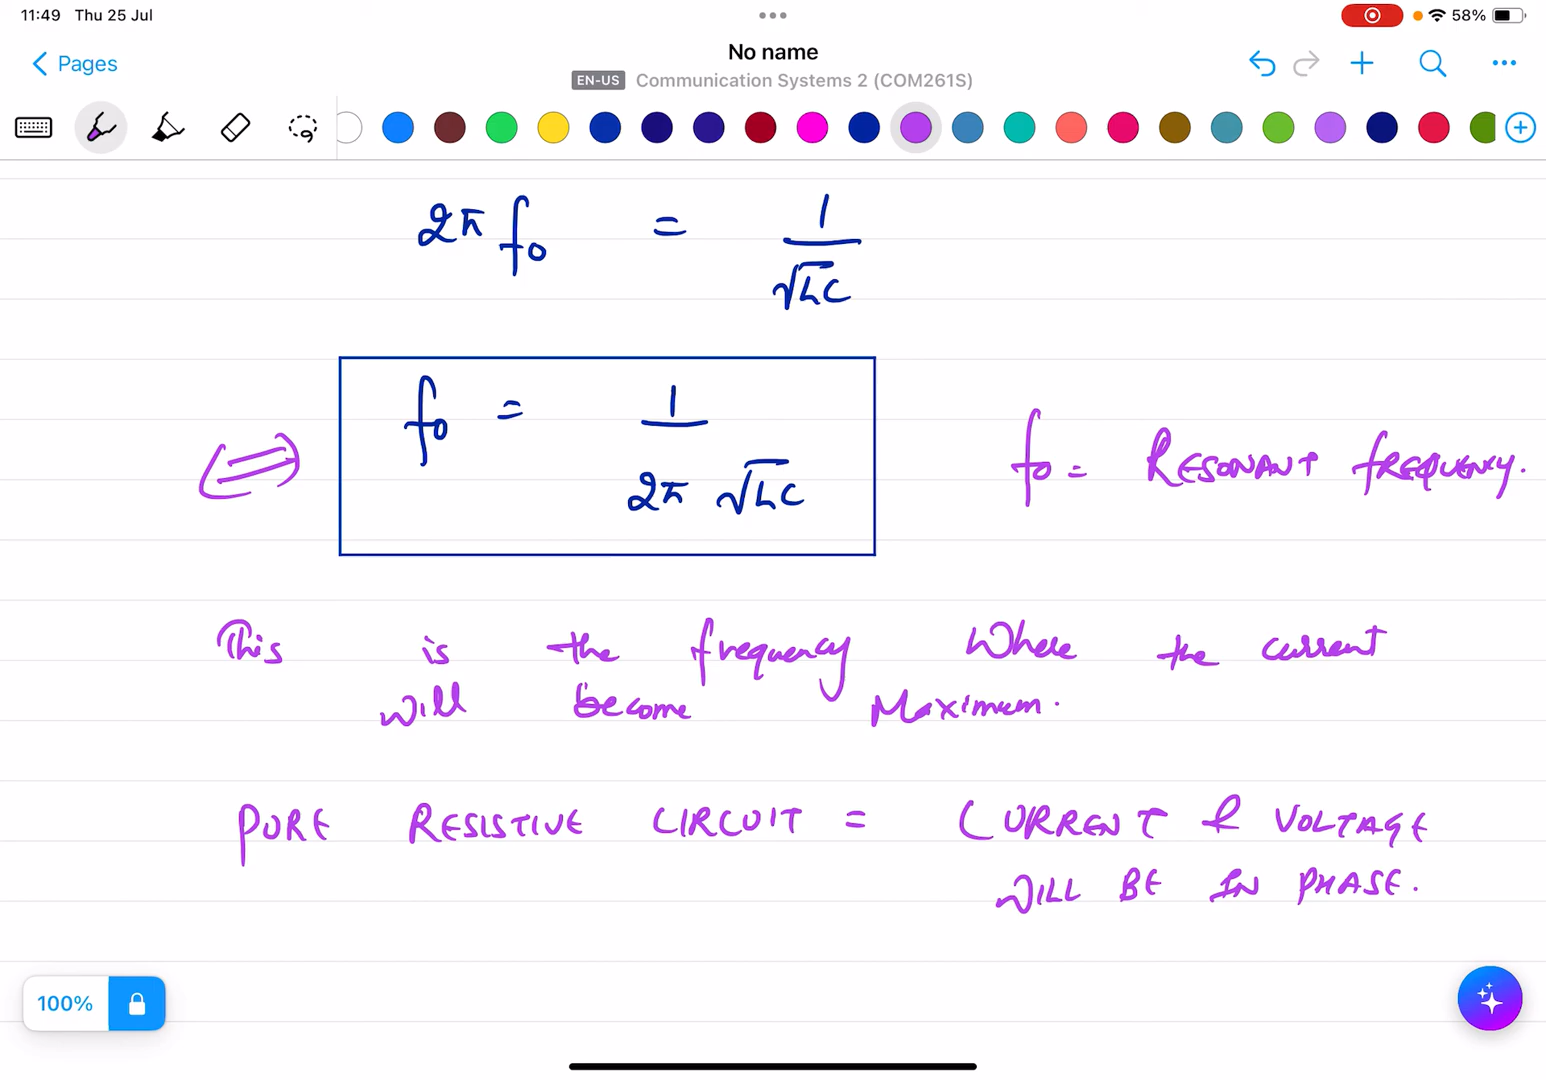 11:49 Thu 25 Jul
58%
Pages
No name
EN-US Communication Systems 2 (COM261S)
2π f₀ = 1/√LC
f₀ = 1/(2π √LC)
f₀ = RESONANT FREQUENCY.
This is the frequency Where the current
will become Maximum.
PURE RESISTIVE CIRCUIT = CURRENT & VOLTAGE
WILL BE IN PHASE.
100%